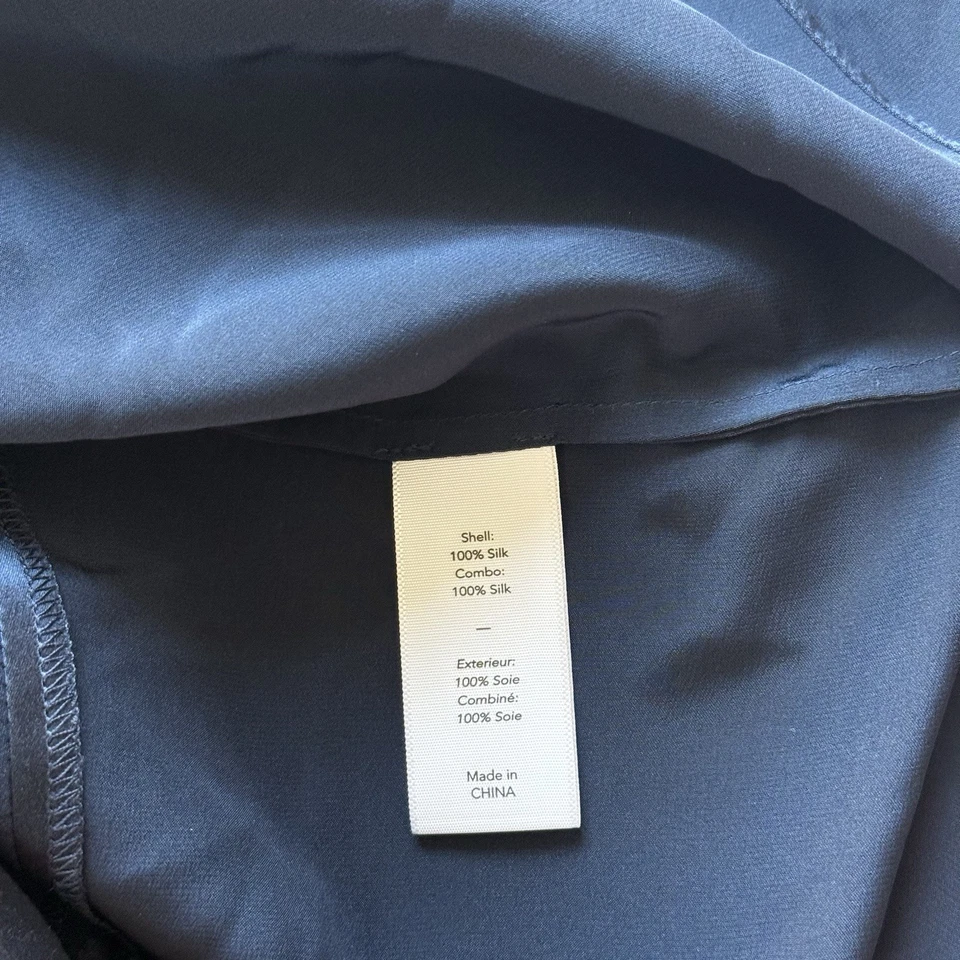 Shell:
100% Silk
Combo:
100% Silk
—
Exterieur:
100% Soie
Combiné:
100% Soie
Made in
CHINA